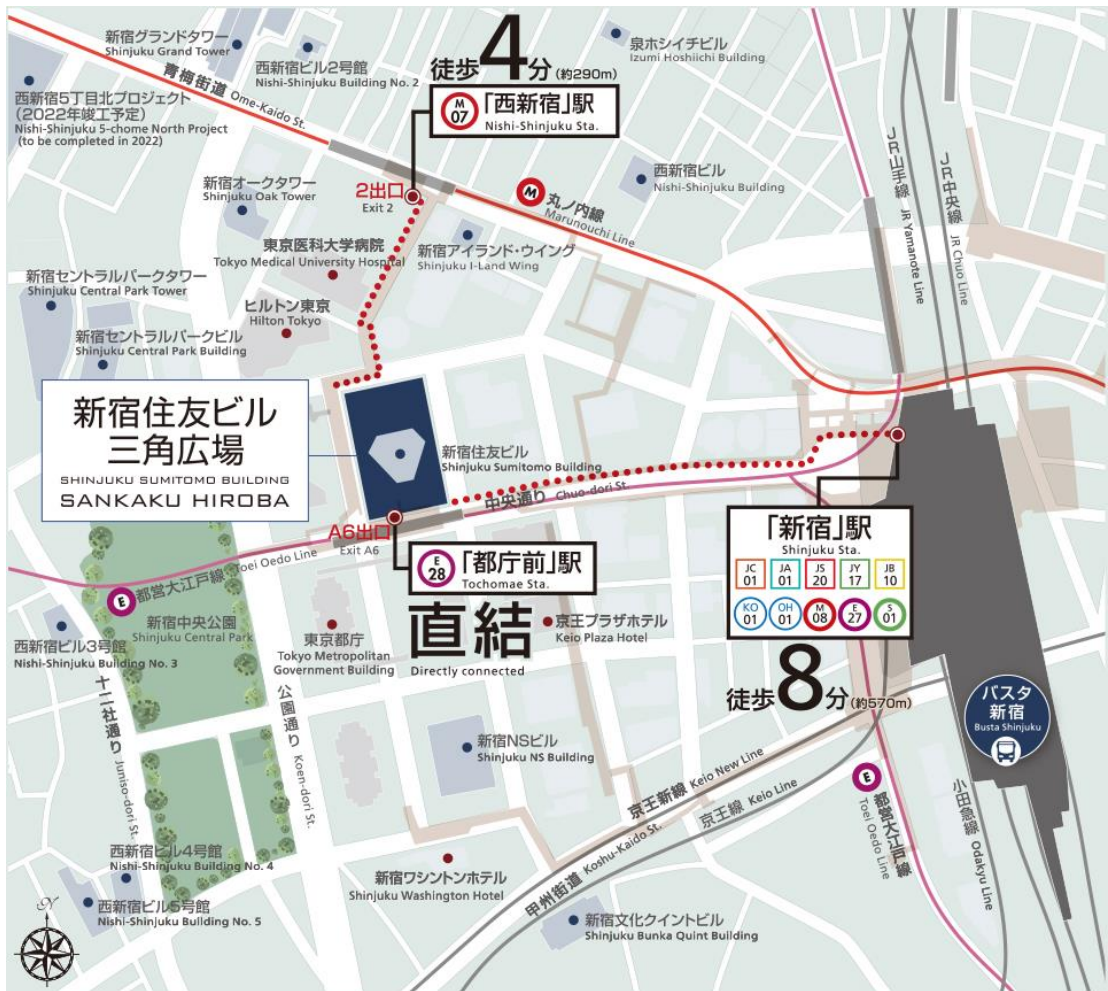 新宿グランドタワー
Shinjuku Grand Tower
西新宿ビル2号館
Nishi-Shinjuku Building No. 2
青梅街道 Ome-Kaido St.
西新宿5丁目北プロジェクト
(2022年竣工予定)
Nishi-Shinjuku 5-chome North Project
(to be completed in 2022)
徒歩4分(約290m)
M
07
「西新宿」駅
Nishi-Shinjuku Sta.
泉ホシイチビル
Izumi Hoshiichi Building
西新宿ビル
Nishi-Shinjuku Building
JR山手線 JR Yamanote Line
JR中央線 JR Chuo Line
M
丸ノ内線
Marunouchi Line
2出口
Exit 2
新宿オークタワー
Shinjuku Oak Tower
東京医科大学病院
Tokyo Medical University Hospital
新宿アイランド・ウイング
Shinjuku I-Land Wing
新宿セントラルパークタワー
Shinjuku Central Park Tower
ヒルトン東京
Hilton Tokyo
新宿セントラルパークビル
Shinjuku Central Park Building
新宿住友ビル
三角広場
SHINJUKU SUMITOMO BUILDING
SANKAKU HIROBA
新宿住友ビル
Shinjuku Sumitomo Building
中央通り Chuo-dori St.
A6出口
Exit A6
E
28
「都庁前」駅
Tochomae Sta.
直結
Directly connected
「新宿」駅
Shinjuku Sta.
JC
01
JA
01
JS
20
JY
17
JB
10
KO
01
OH
01
M
08
E
27
S
01
徒歩8分(約570m)
E
都営大江戸線 Toei Oedo Line
新宿中央公園
Shinjuku Central Park
西新宿ビル3号館
Nishi-Shinjuku Building No. 3
東京都庁
Tokyo Metropolitan
Government Building
京王プラザホテル
Keio Plaza Hotel
十二社通り Juniso-dori St.
公園通り Koen-dori St.
新宿NSビル
Shinjuku NS Building
バスタ
新宿
Busta Shinjuku
京王新線 Keio New Line
京王線 Keio Line
甲州街道 Koshu-Kaido St.
E
都営大江戸線
Toei Oedo Line
小田急線 Odakyu Line
西新宿ビル4号館
Nishi-Shinjuku Building No. 4
西新宿ビル5号館
Nishi-Shinjuku Building No. 5
新宿ワシントンホテル
Shinjuku Washington Hotel
新宿文化クイントビル
Shinjuku Bunka Quint Building
N